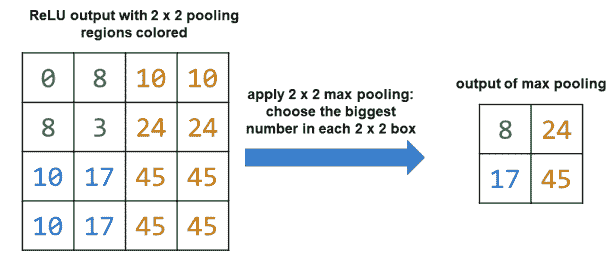 ReLU output with 2 x 2 pooling
regions colored
0 8 10 10
8 3 24 24
10 17 45 45
10 17 45 45
apply 2 x 2 max pooling:
choose the biggest
number in each 2 x 2 box
output of max pooling
8 24
17 45